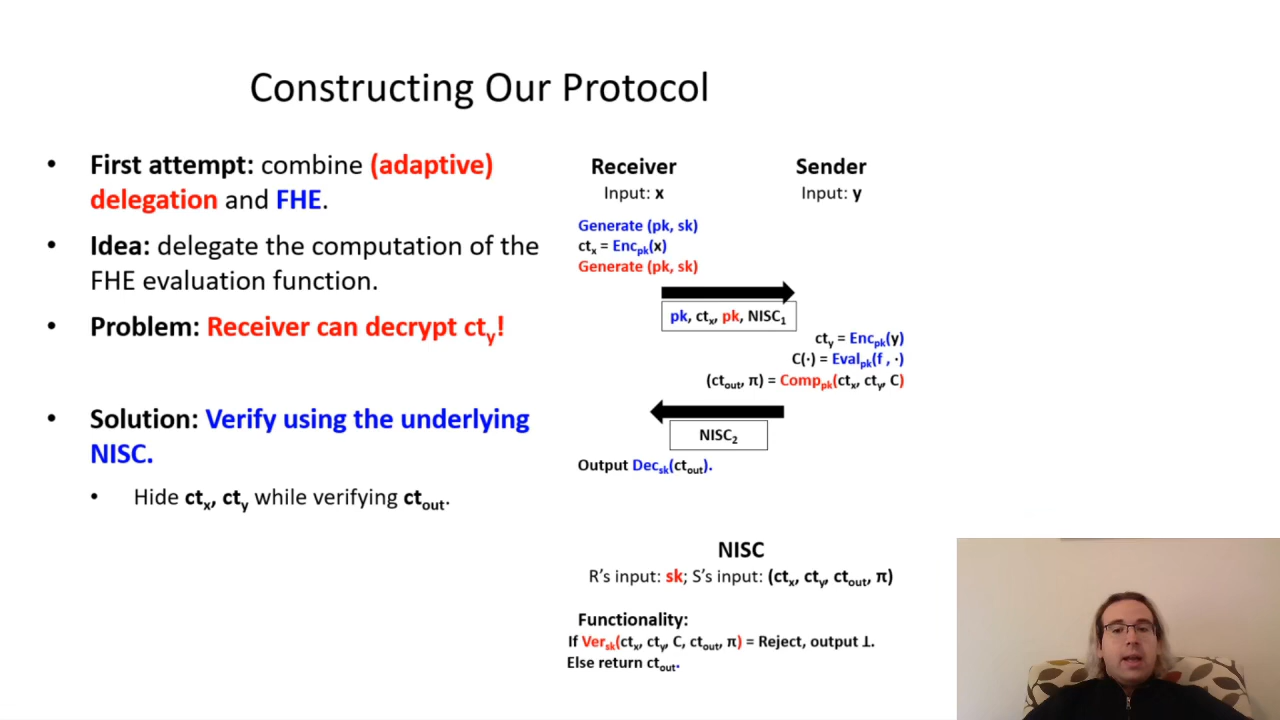 Constructing Our Protocol
• First attempt: combine (adaptive)
delegation and FHE.
• Idea: delegate the computation of the
FHE evaluation function.
• Problem: Receiver can decrypt cty!
• Solution: Verify using the underlying
NISC.
• Hide ctx, cty while verifying ctout.
Receiver
Input: x
Sender
Input: y
Generate (pk, sk)
ctx = Encpk(x)
Generate (pk, sk)
pk, ctx, pk, NISC1
cty = Encpk(y)
C(·) = Evalpk(f , ·)
(ctout, π) = Comppk(ctx, cty, C)
NISC2
Output Decsk(ctout).
NISC
R’s input: sk; S’s input: (ctx, cty, ctout, π)
Functionality:
If Versk(ctx, cty, C, ctout, π) = Reject, output ⊥.
Else return ctout.